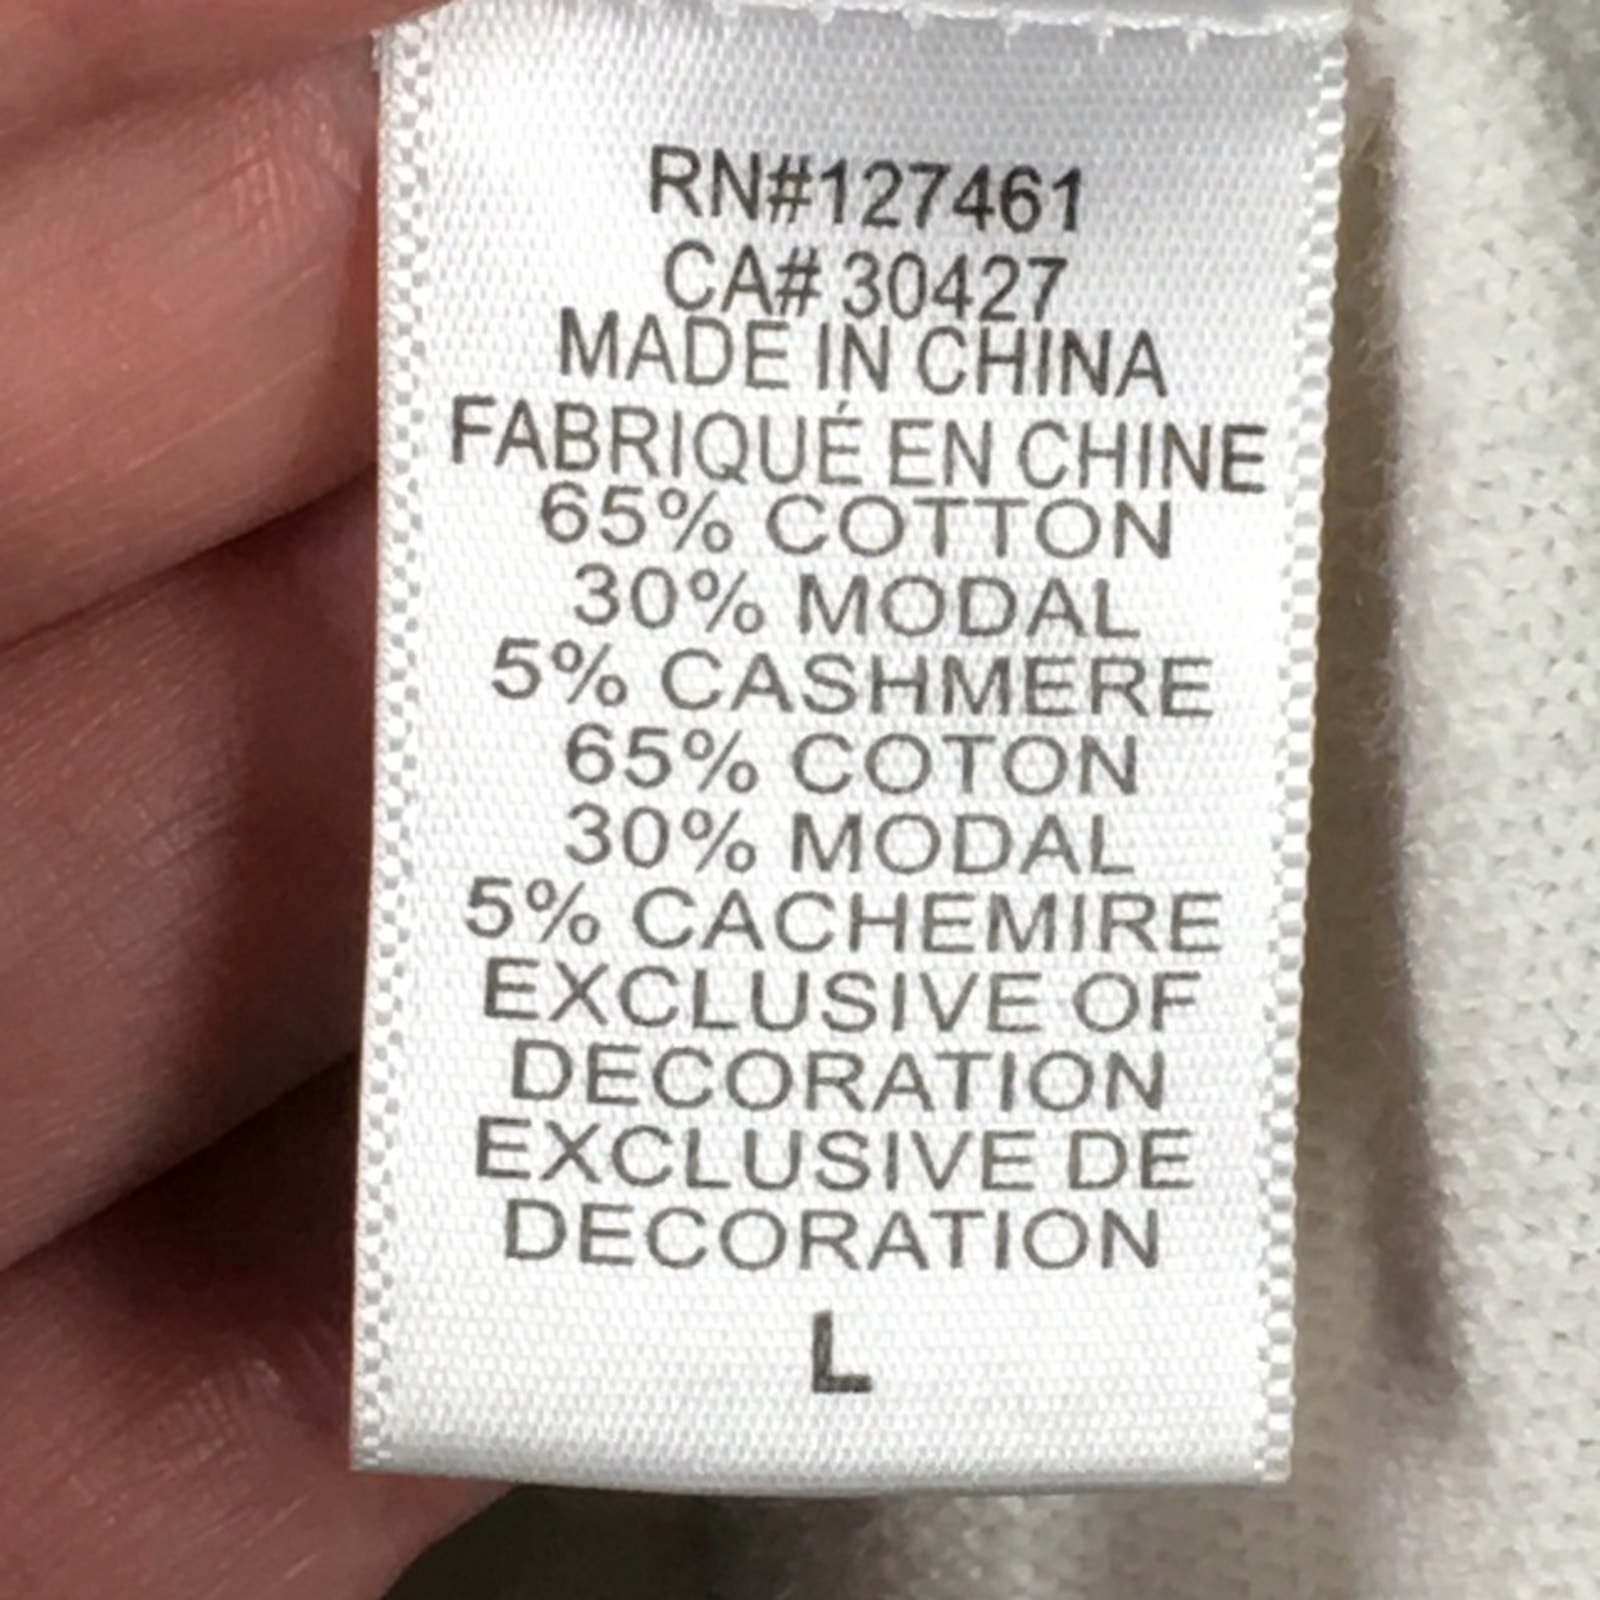 RN#127461
CA# 30427
MADE IN CHINA
FABRIQUÉ EN CHINE
65% COTTON
30% MODAL
5% CASHMERE
65% COTON
30% MODAL
5% CACHEMIRE
EXCLUSIVE OF
DECORATION
EXCLUSIVE DE
DECORATION
L